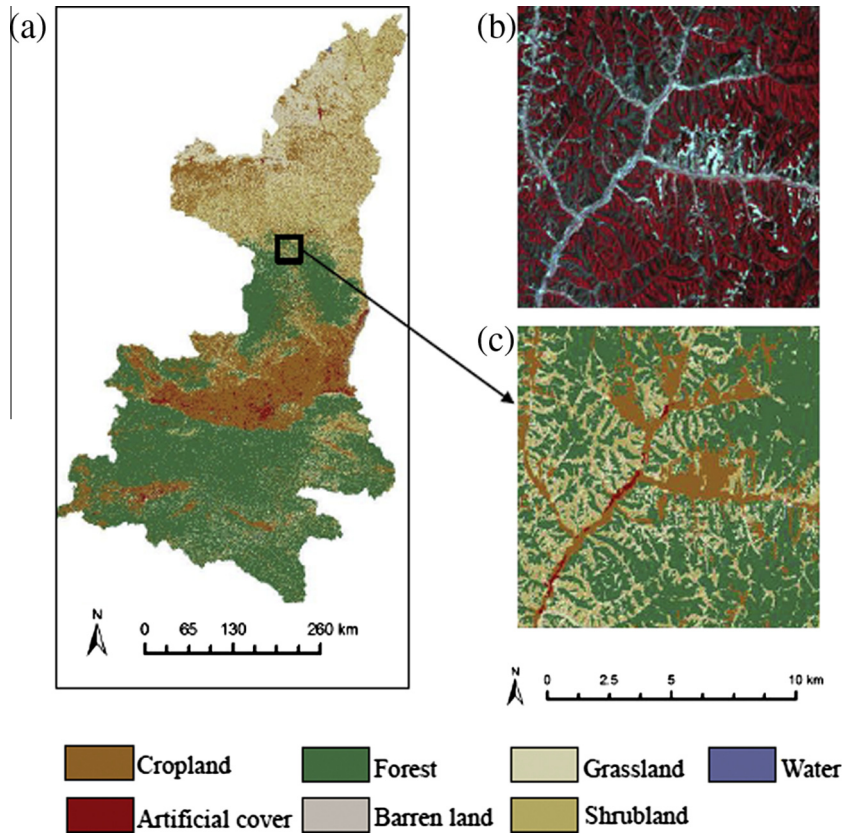 (a)
(b)
(c)
N
0 65 130 260 km
N
0 2.5 5 10 km
Cropland Forest Grassland Water
Artificial cover Barren land Shrubland